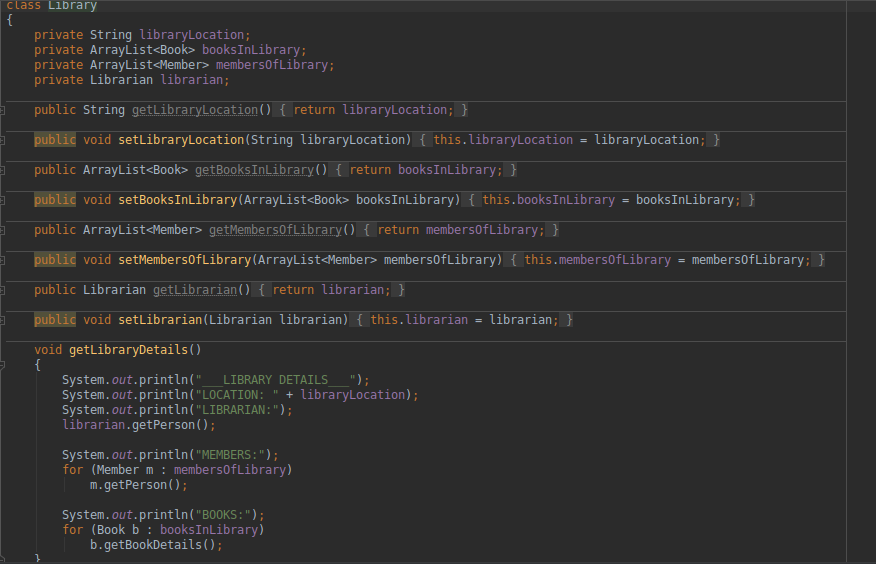 class Library
{
private String libraryLocation;
private ArrayList<Book> booksInLibrary;
private ArrayList<Member> membersOfLibrary;
private Librarian librarian;
public String getLibraryLocation() { return libraryLocation; }
public void setLibraryLocation(String libraryLocation) { this.libraryLocation = libraryLocation; }
public ArrayList<Book> getBooksInLibrary() { return booksInLibrary; }
public void setBooksInLibrary(ArrayList<Book> booksInLibrary) { this.booksInLibrary = booksInLibrary; }
public ArrayList<Member> getMembersOfLibrary() { return membersOfLibrary; }
public void setMembersOfLibrary(ArrayList<Member> membersOfLibrary) { this.membersOfLibrary = membersOfLibrary; }
public Librarian getLibrarian() { return librarian; }
public void setLibrarian(Librarian librarian) { this.librarian = librarian; }
void getLibraryDetails()
{
System.out.println("___LIBRARY DETAILS___");
System.out.println("LOCATION: " + libraryLocation);
System.out.println("LIBRARIAN:");
librarian.getPerson();
System.out.println("MEMBERS:");
for (Member m : membersOfLibrary)
m.getPerson();
System.out.println("BOOKS:");
for (Book b : booksInLibrary)
b.getBookDetails();
}